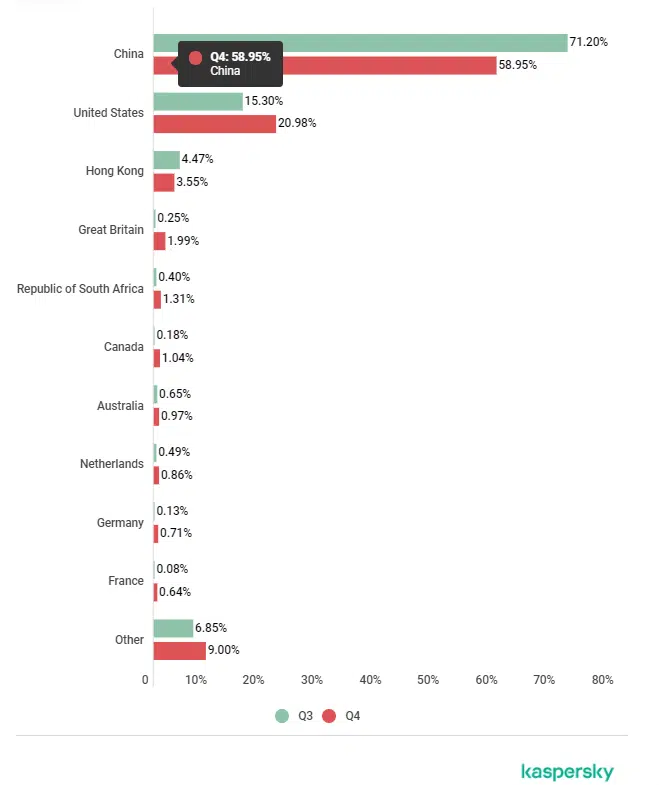 China
71.20%
58.95%
Q4: 58.95%
China
United States
15.30%
20.98%
Hong Kong
4.47%
3.55%
Great Britain
0.25%
1.99%
Republic of South Africa
0.40%
1.31%
Canada
0.18%
1.04%
Australia
0.65%
0.97%
Netherlands
0.49%
0.86%
Germany
0.13%
0.71%
France
0.08%
0.64%
Other
6.85%
9.00%
0 10% 20% 30% 40% 50% 60% 70% 80%
Q3 Q4
kaspersky